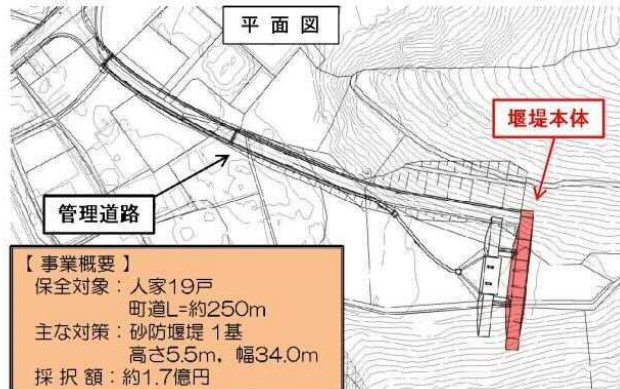 平面図
堰堤本体
管理道路
【 事業概要 】
保全対象：人家19戸
町道L=約250m
主な対策：砂防堰堤 1基
高さ5.5m，幅34.0m
採 択 額：約1.7億円